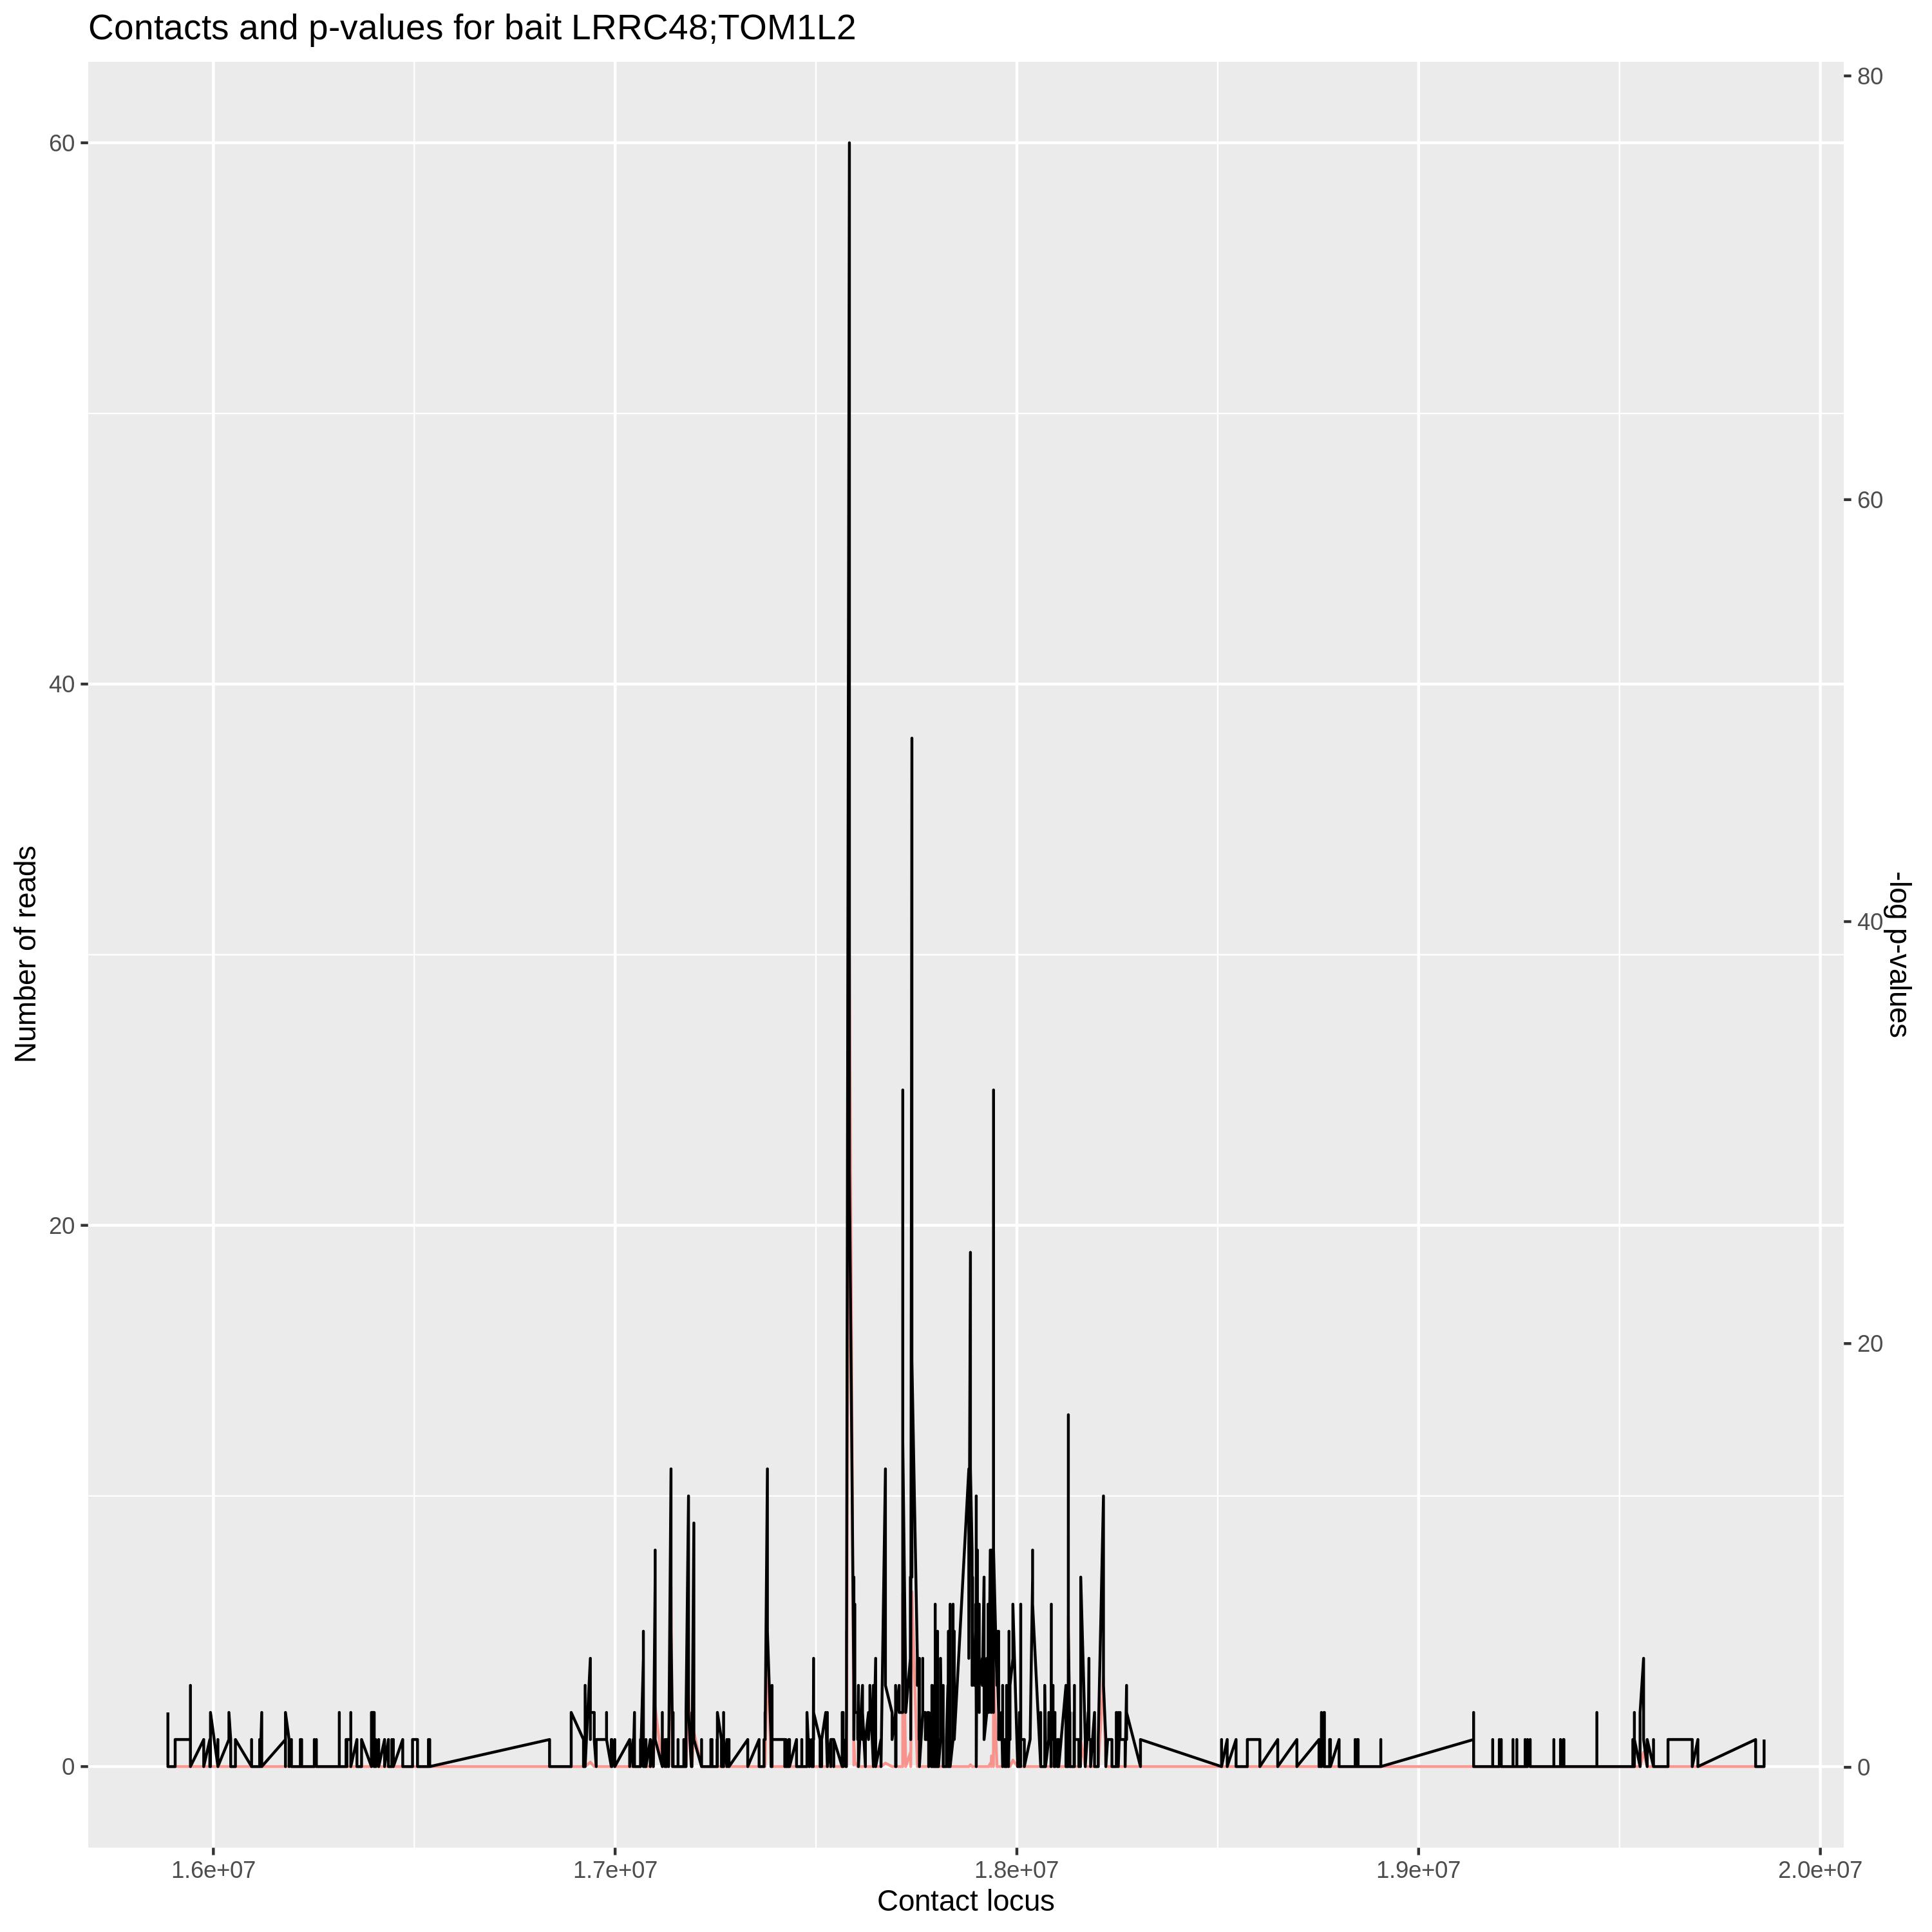 Contacts and p-values for bait LRRC48;TOM1L2
Number of reads
60
40
20
0
80
60
40
20
0
-log p-values
1.6e+07 1.7e+07 1.8e+07 1.9e+07 2.0e+07
Contact locus